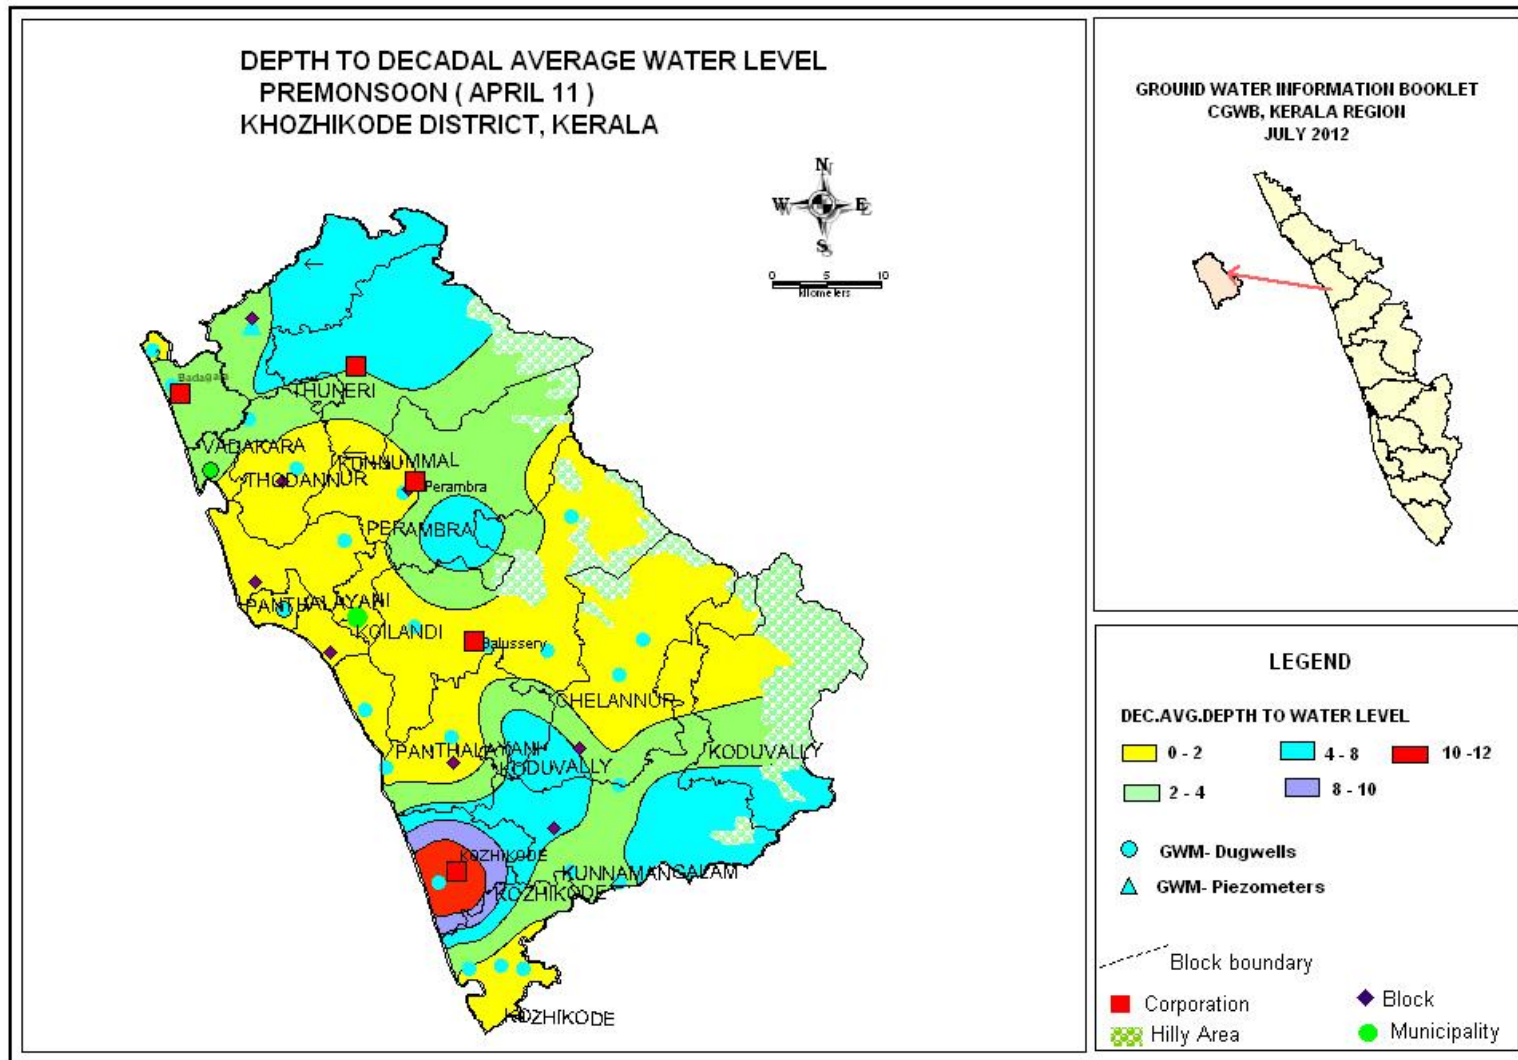 DEPTH TO DECADAL AVERAGE WATER LEVEL
PREMONSOON ( APRIL 11 )
KHOZHIKODE DISTRICT, KERALA
N
W E
S
0 5 10
kilometers
Badagara
THUNERI
VADAKARA
KUNNUMMAL
THODANNUR
Perambra
PERAMBRA
PANTHALAYANI
KOILANDI
Balussery
CHELANNUR
PANTHALAYANI
KODUVALLY
KODUVALLY
KOZHIKODE
KUNNAMANGALAM
KOZHIKODE
KOZHIKODE
GROUND WATER INFORMATION BOOKLET
CGWB, KERALA REGION
JULY 2012
LEGEND
DEC.AVG.DEPTH TO WATER LEVEL
0 - 2 4 - 8 10 -12
2 - 4 8 - 10
GWM- Dugwells
GWM- Piezometers
Block boundary
Corporation Block
Hilly Area Municipality